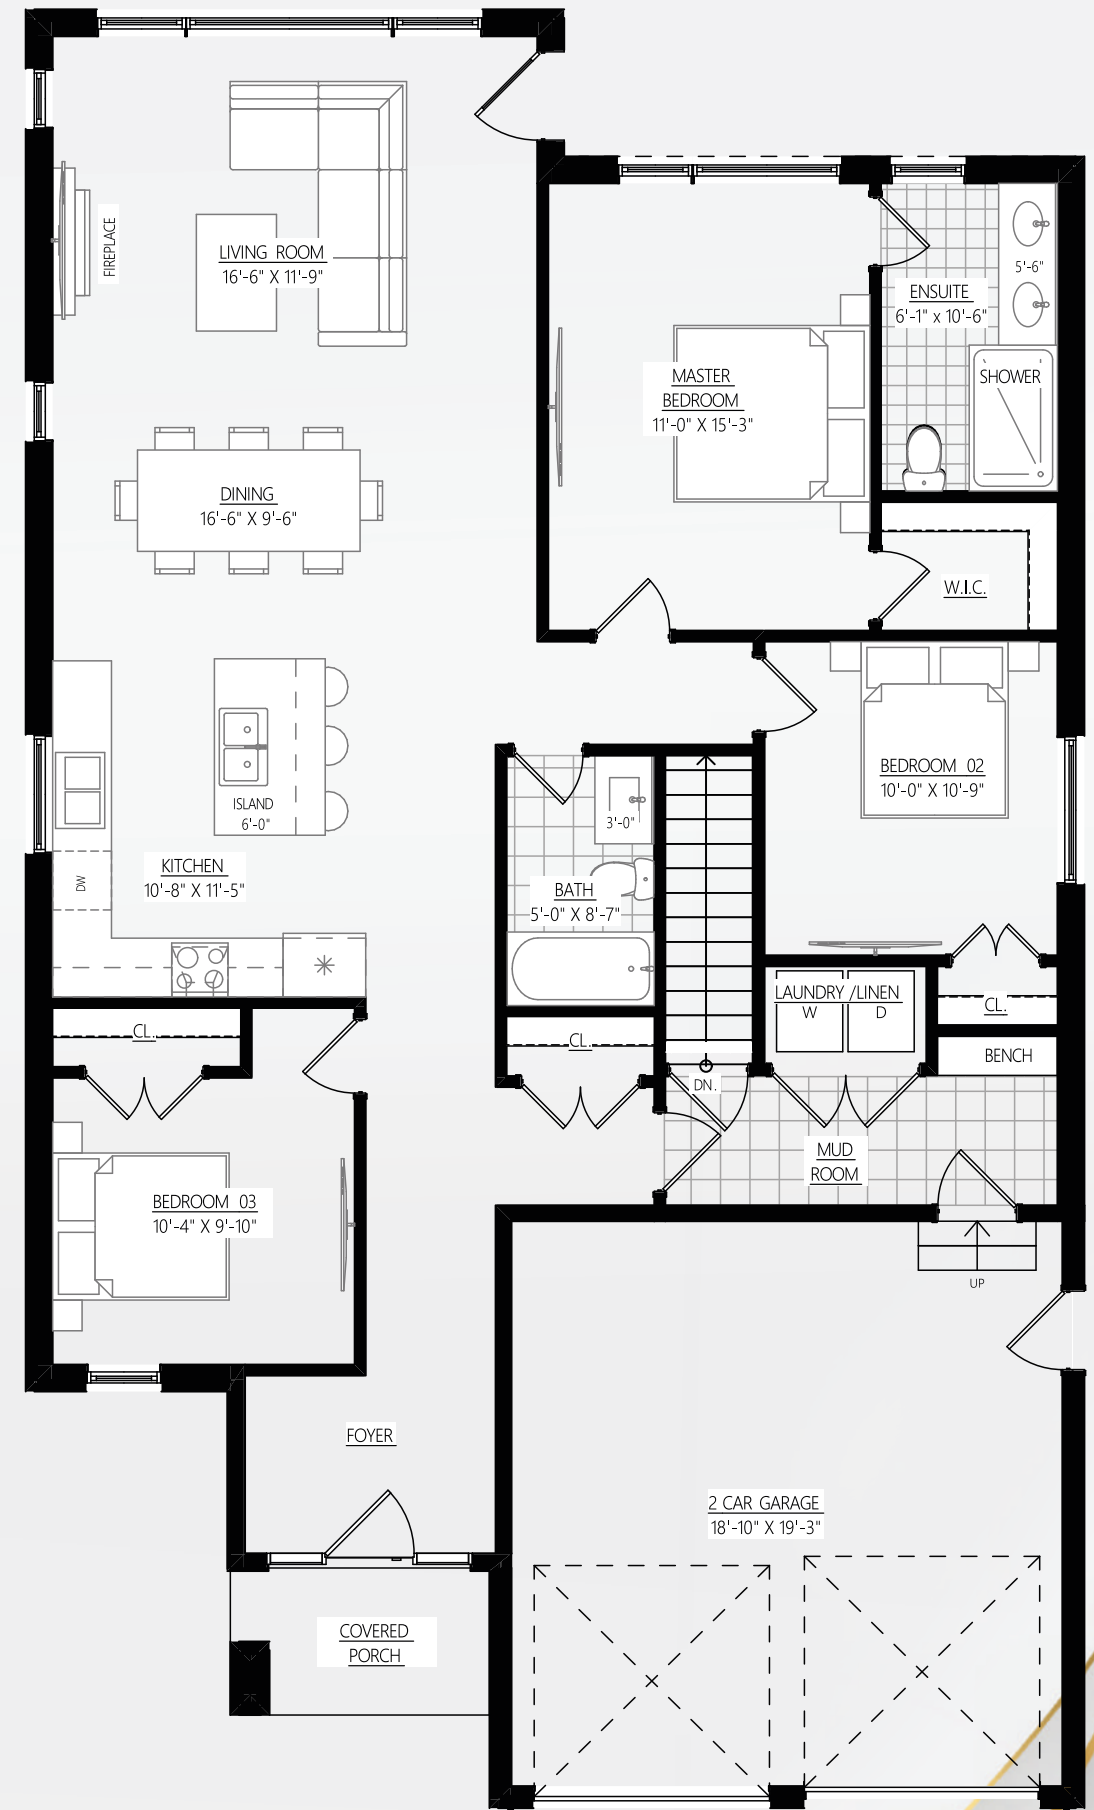 FIREPLACE
LIVING ROOM
16'-6" X 11'-9"
5'-6"
ENSUITE
6'-1" x 10'-6"
SHOWER
MASTER
BEDROOM
11'-0" X 15'-3"
DINING
16'-6" X 9'-6"
W.I.C.
BEDROOM 02
10'-0" X 10'-9"
ISLAND
6'-0"
3'-0"
KITCHEN
10'-8" X 11'-5"
DW
BATH
5'-0" X 8'-7"
LAUNDRY /LINEN
W D
CL.
CL.
CL.
BENCH
DN.
MUD
ROOM
BEDROOM 03
10'-4" X 9'-10"
UP
FOYER
2 CAR GARAGE
18'-10" X 19'-3"
COVERED
PORCH